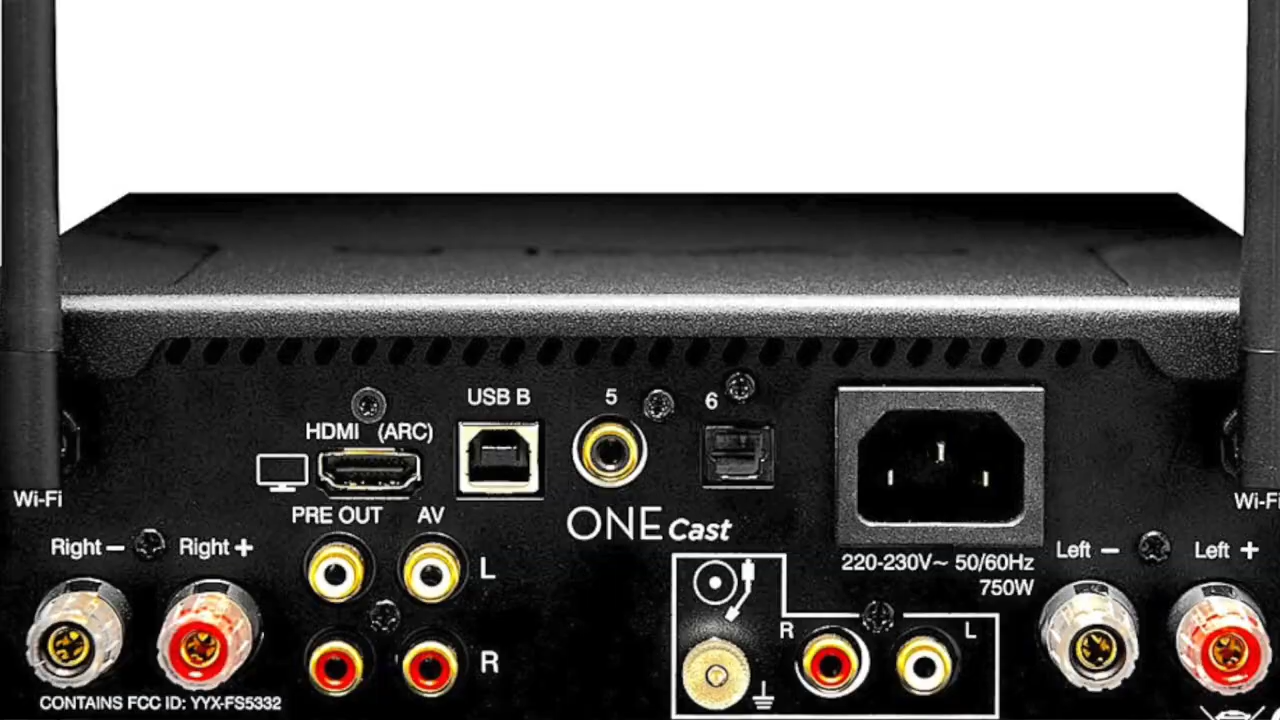 USB B
5
6
HDMI (ARC)
Wi-Fi
Wi-Fi
PRE OUT
AV
ONE Cast
Right −
Right +
220-230V~ 50/60Hz
750W
Left −
Left +
L
R
R
L
CONTAINS FCC ID: YYX-FS5332